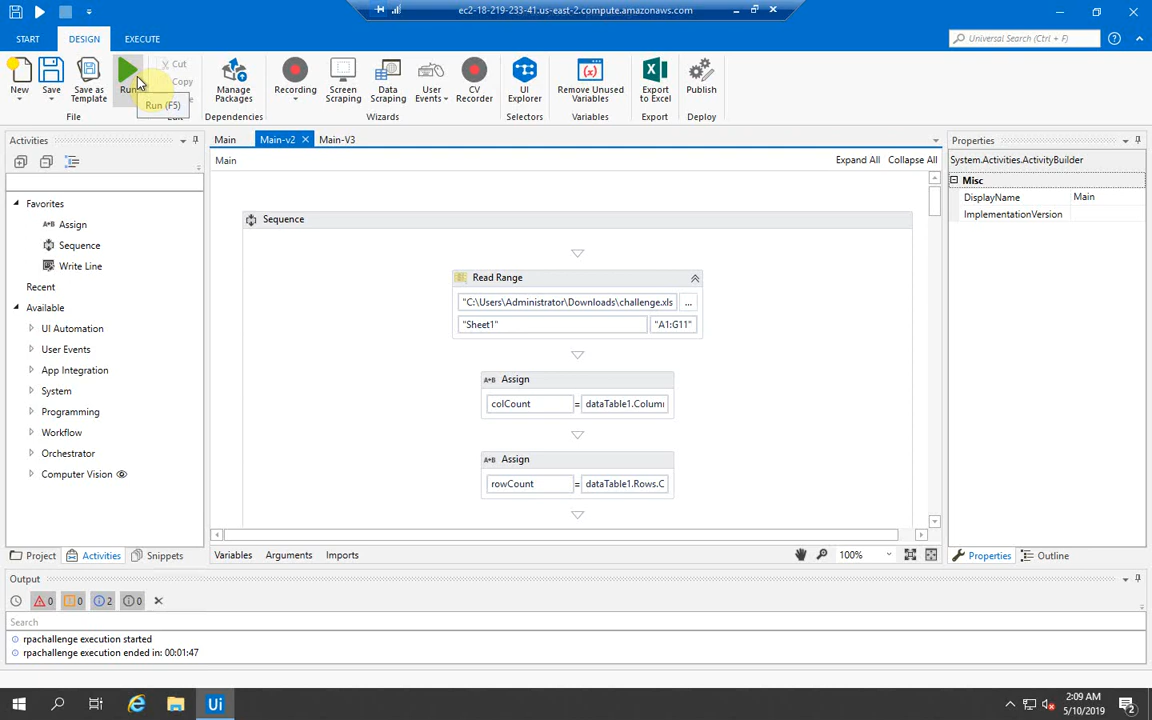 ec2-18-219-233-41.us-east-2.compute.amazonaws.com
START DESIGN EXECUTE
Universal Search (Ctrl + F)
New Save Save as Template Run Cut Copy
Run (F5)
Manage Packages Recording Screen Scraping Data Scraping User Events CV Recorder UI Explorer Remove Unused Variables Export to Excel Publish
File Dependencies Wizards Selectors Variables Export Deploy
Activities Main Main-v2 Main-V3 Properties
Main Expand All Collapse All System.Activities.ActivityBuilder
Misc
DisplayName Main
ImplementationVersion
Favorites
Assign
Sequence
Write Line
Recent
Available
UI Automation
User Events
App Integration
System
Programming
Workflow
Orchestrator
Computer Vision
Sequence
Read Range
"C:\Users\Administrator\Downloads\challenge.xls ...
"Sheet1" "A1:G11"
A+B Assign
colCount = dataTable1.Colum
A+B Assign
rowCount = dataTable1.Rows.C
Project Activities Snippets Variables Arguments Imports 100% Properties Outline
Output
0 0 2 0
Search
rpachallenge execution started
rpachallenge execution ended in: 00:01:47
Ui
2:09 AM
5/10/2019
2